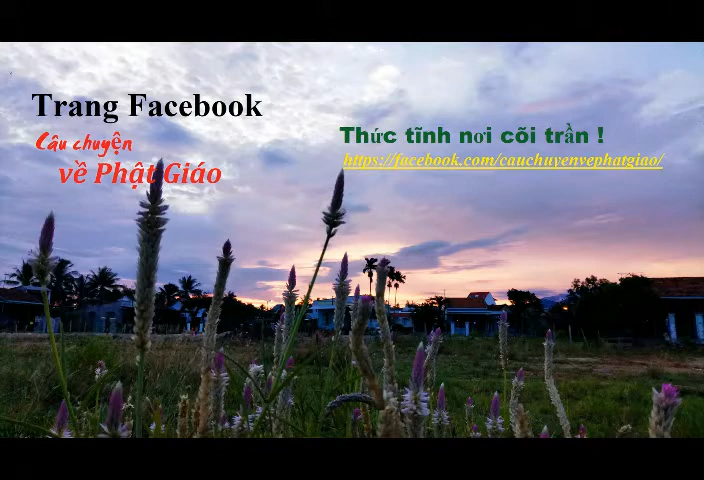 Trang Facebook
Câu chuyện
về Phật Giáo
Thức tĩnh nơi cõi trần !
https://facebook.com/cauchuyenvephatgiao/